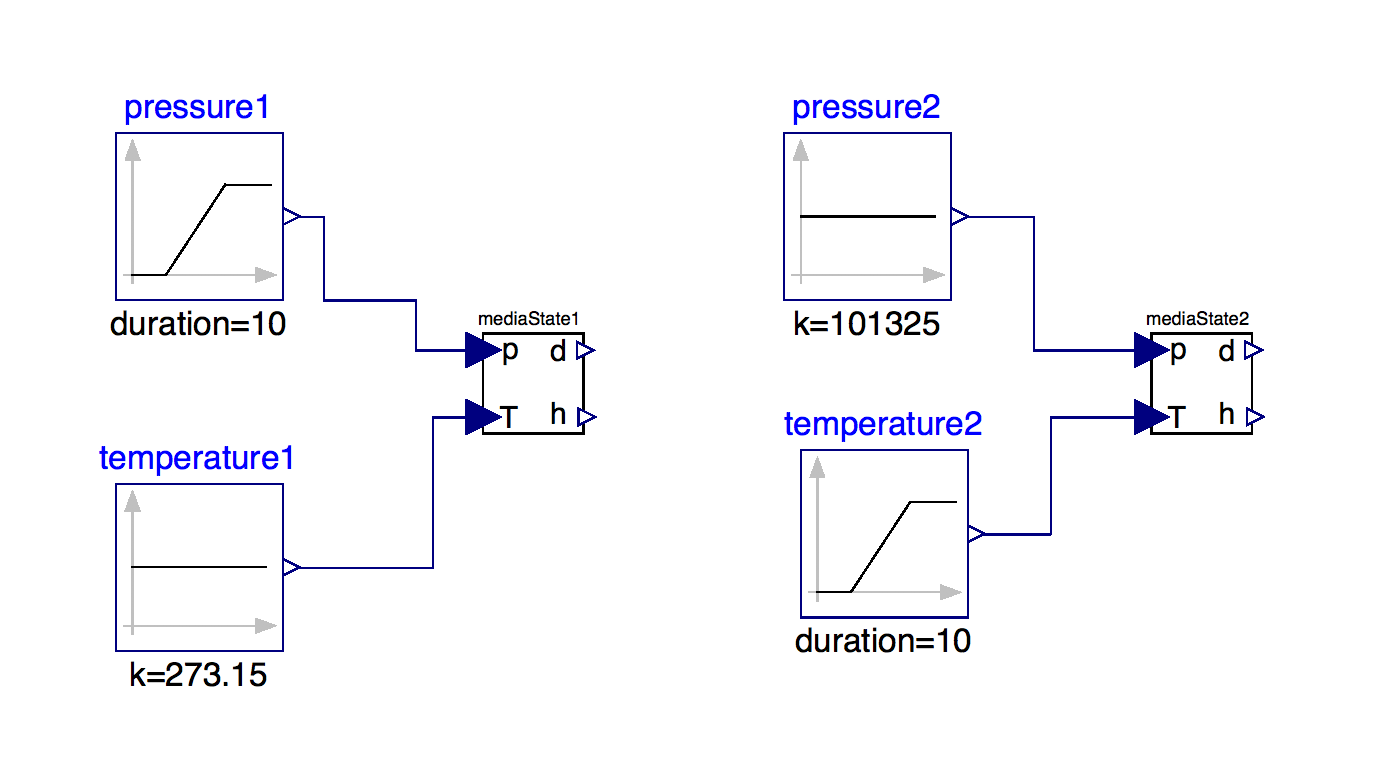 pressure1
duration=10
temperature1
k=273.15
mediaState1
p d
T h
pressure2
k=101325
temperature2
duration=10
mediaState2
p d
T h